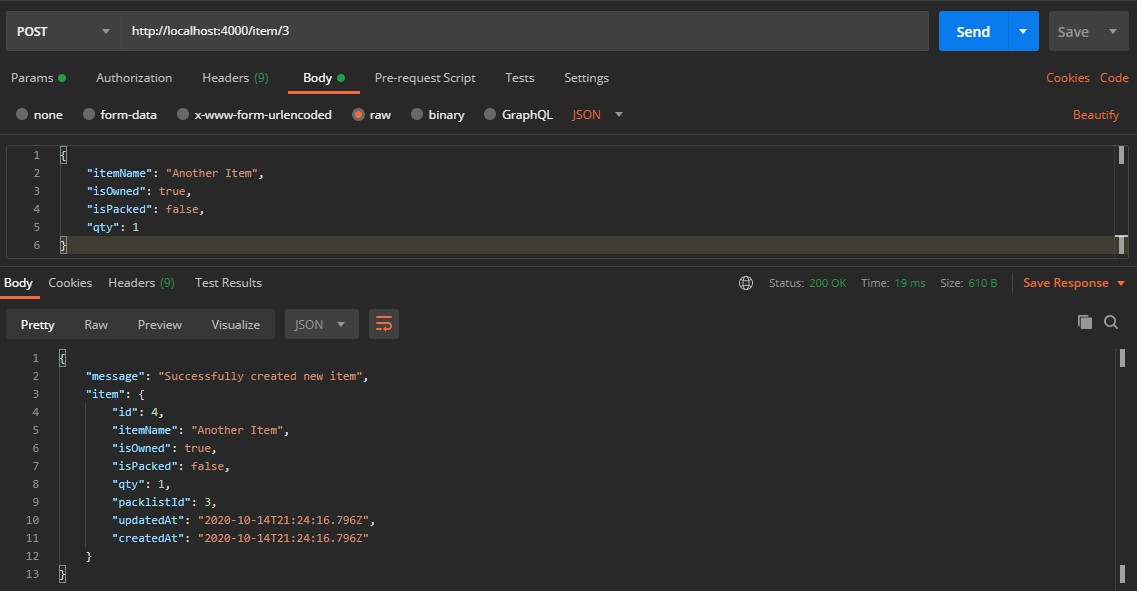 POST http://localhost:4000/item/3 Send Save
Params Authorization Headers (9) Body Pre-request Script Tests Settings Cookies Code
none form-data x-www-form-urlencoded raw binary GraphQL JSON Beautify
1 {
2 "itemName": "Another Item",
3 "isOwned": true,
4 "isPacked": false,
5 "qty": 1
6 }
Body Cookies Headers (9) Test Results Status: 200 OK Time: 19 ms Size: 610 B Save Response
Pretty Raw Preview Visualize JSON
1 {
2 "message": "Successfully created new item",
3 "item": {
4 "id": 4,
5 "itemName": "Another Item",
6 "isOwned": true,
7 "isPacked": false,
8 "qty": 1,
9 "packlistId": 3,
10 "updatedAt": "2020-10-14T21:24:16.796Z",
11 "createdAt": "2020-10-14T21:24:16.796Z"
12 }
13 }